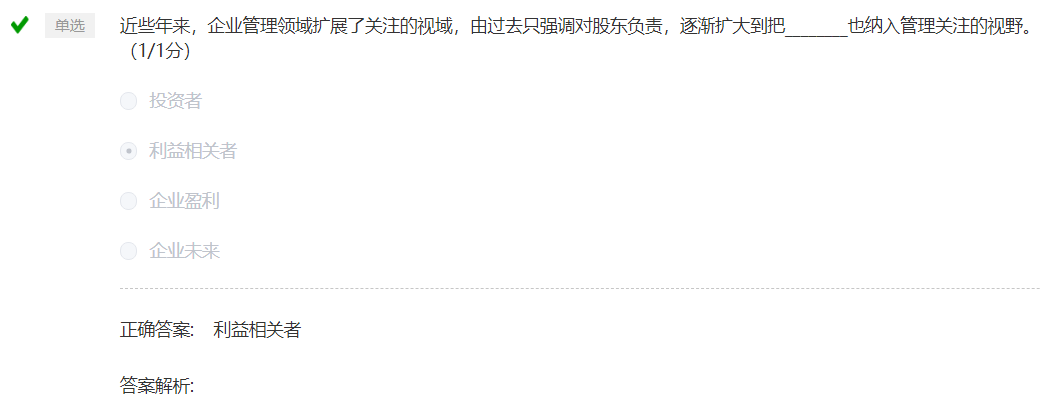 单选 近些年来，企业管理领域扩展了关注的视域，由过去只强调对股东负责，逐渐扩大到把________也纳入管理关注的视野。
（1/1分）
投资者
利益相关者
企业盈利
企业未来
正确答案: 利益相关者
答案解析: